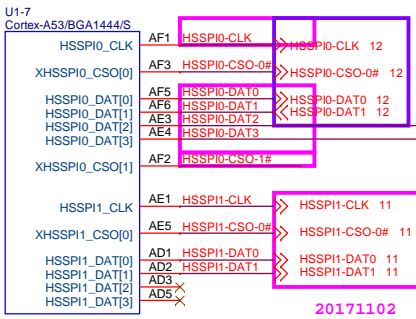 U1-7
Cortex-A53/BGA1444/S
HSSPI0_CLK AF1 HSSPI0-CLK HSSPI0-CLK 12
XHSSPI0_CSO[0] AF3 HSSPI0-CSO-0# HSSPI0-CSO-0# 12
HSSPI0_DAT[0] AF5 HSSPI0-DAT0 HSSPI0-DAT0 12
HSSPI0_DAT[1] AF6 HSSPI0-DAT1 HSSPI0-DAT1 12
HSSPI0_DAT[2] AE3 HSSPI0-DAT2
HSSPI0_DAT[3] AE4 HSSPI0-DAT3
XHSSPI0_CSO[1] AF2 HSSPI0-CSO-1#
HSSPI1_CLK AE1 HSSPI1-CLK HSSPI1-CLK 11
XHSSPI1_CSO[0] AE5 HSSPI1-CSO-0# HSSPI1-CSO-0# 11
HSSPI1_DAT[0] AD1 HSSPI1-DAT0 HSSPI1-DAT0 11
HSSPI1_DAT[1] AD2 HSSPI1-DAT1 HSSPI1-DAT1 11
HSSPI1_DAT[2] AD3
HSSPI1_DAT[3] AD5
20171102